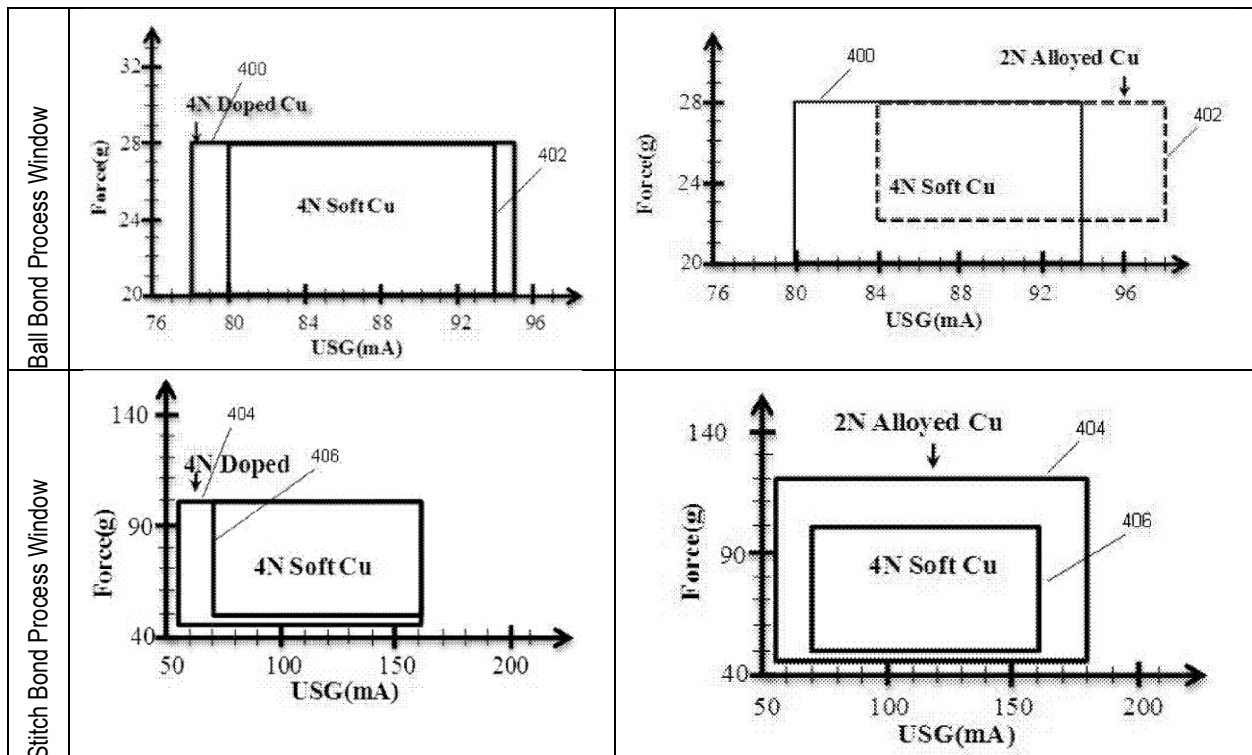 Ball Bond Process Window
32
28
24
20
Force(g)
400
4N Doped Cu
402
4N Soft Cu
76 80 84 88 92 96
USG(mA)
28
24
20
Force(g)
400
2N Alloyed Cu
402
4N Soft Cu
76 80 84 88 92 96
USG(mA)
Stitch Bond Process Window
140
90
40
Force(g)
404
4N Doped
406
4N Soft Cu
50 100 150 200
USG(mA)
140
90
40
Force(g)
2N Alloyed Cu
404
406
4N Soft Cu
50 100 150 200
USG(mA)